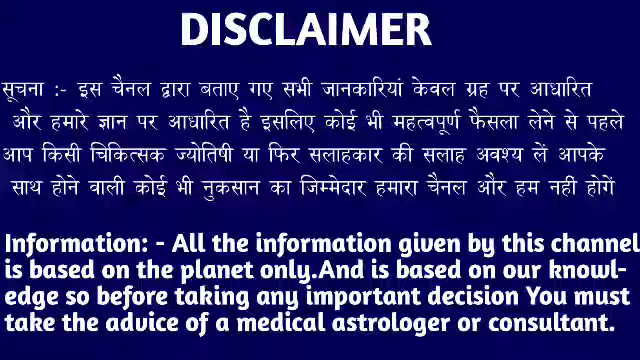 DISCLAIMER
सूचना :- इस चैनल द्वारा बताए गए सभी जानकारियां केवल ग्रह पर आधारित
और हमारे ज्ञान पर आधारित है इसलिए कोई भी महत्वपूर्ण फैसला लेने से पहले
आप किसी चिकित्सक ज्योतिषी या फिर सलाहकार की सलाह अवश्य लें आपके
साथ होने वाली कोई भी नुकसान का जिम्मेदार हमारा चैनल और हम नही होगें
Information: - All the information given by this channel
is based on the planet only.And is based on our knowl-
edge so before taking any important decision You must
take the advice of a medical astrologer or consultant.